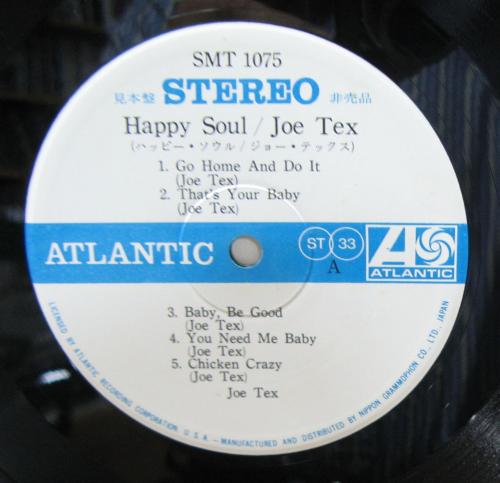 SMT 1075
見本盤 STEREO 非売品
Happy Soul / Joe Tex
(ハッピー・ソウル/ジョー・テックス)
1. Go Home And Do It
(Joe Tex)
2. That's Your Baby
(Joe Tex)
ATLANTIC
ST 33
A
ATLANTIC
3. Baby, Be Good
(Joe Tex)
4. You Need Me Baby
(Joe Tex)
5. Chicken Crazy
(Joe Tex)
Joe Tex
LICENSED BY ATLANTIC RECORDING CORPORATION, U.S.A - MANUFACTURED AND DISTRIBUTED BY NIPPON GRAMMOPHON CO., LTD., JAPAN